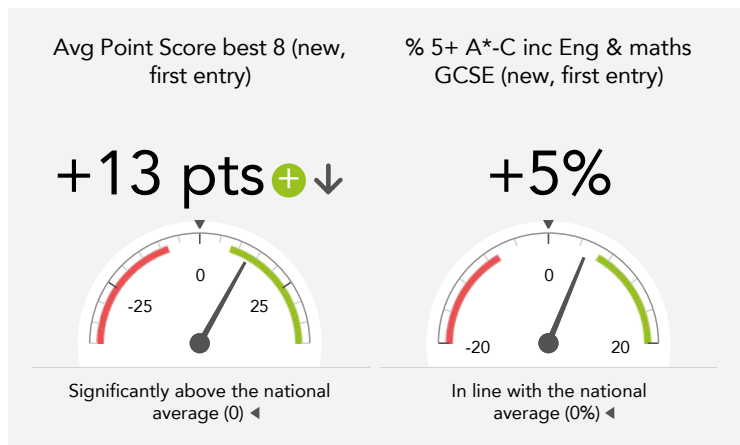 Avg Point Score best 8 (new,
first entry)
+13 pts + ↓
0
-25
25
Significantly above the national
average (0)
% 5+ A*-C inc Eng & maths
GCSE (new, first entry)
+5%
0
-20
20
In line with the national
average (0%)